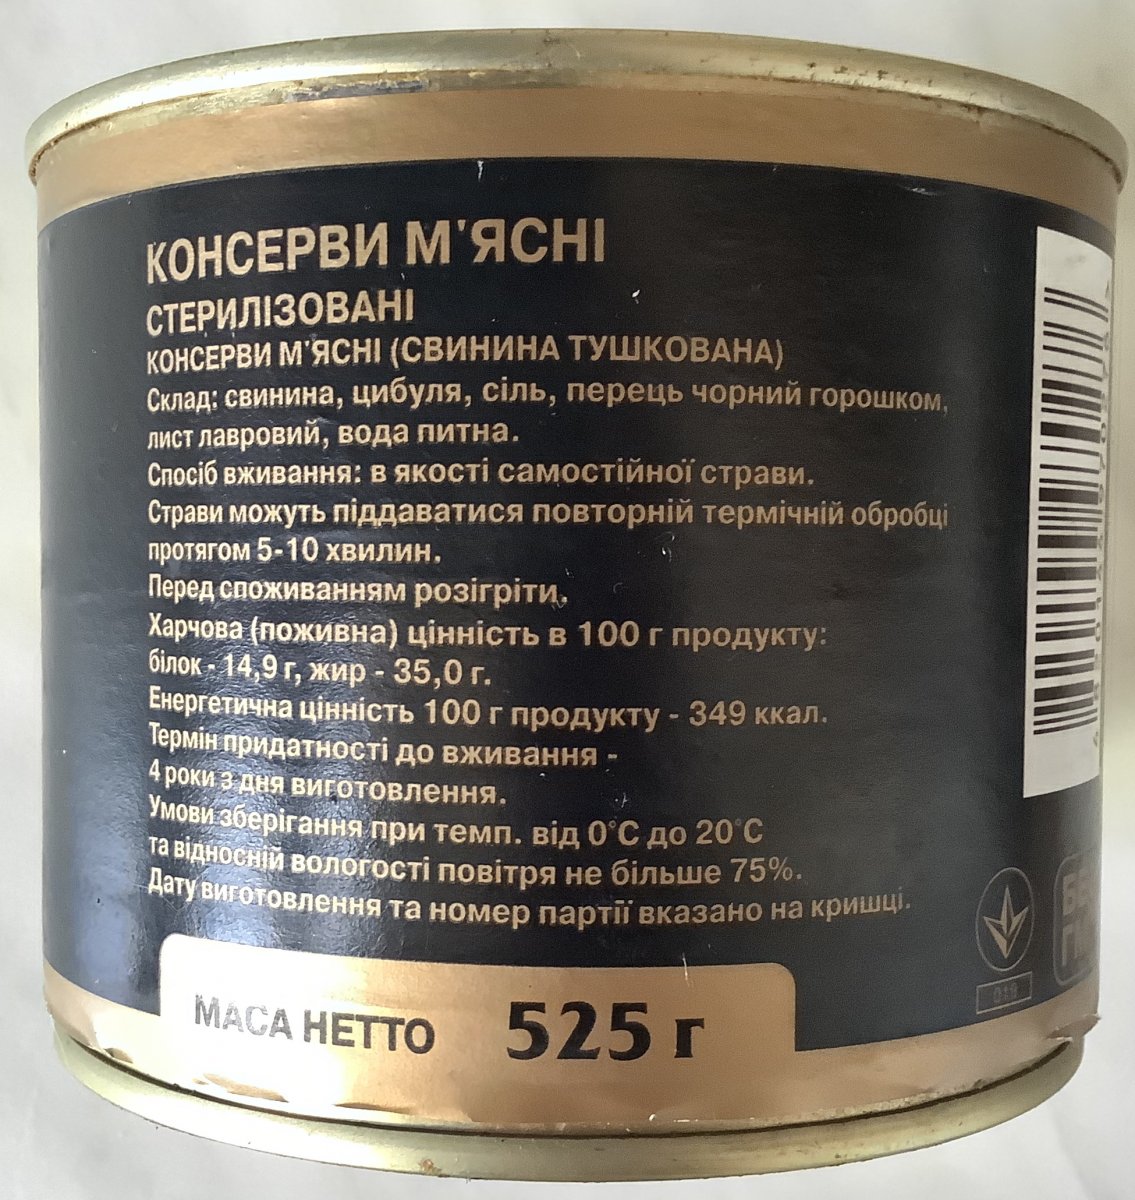 КОНСЕРВИ М'ЯСНІ
СТЕРИЛІЗОВАНІ
КОНСЕРВИ М'ЯСНІ (СВИНИНА ТУШКОВАНА)
Склад: свинина, цибуля, сіль, перець чорний горошком,
лист лавровий, вода питна.
Спосіб вживання: в якості самостійної страви.
Страви можуть піддаватися повторній термічній обробці
протягом 5-10 хвилин.
Перед споживанням розігріти.
Харчова (поживна) цінність в 100 г продукту:
білок - 14,9 г, жир - 35,0 г.
Енергетична цінність 100 г продукту - 349 ккал.
Термін придатності до вживання -
4 роки з дня виготовлення.
Умови зберігання при темп. від 0°С до 20°С
та відносній вологості повітря не більше 75%.
Дату виготовлення та номер партії вказано на кришці.
МАСА НЕТТО 525 г